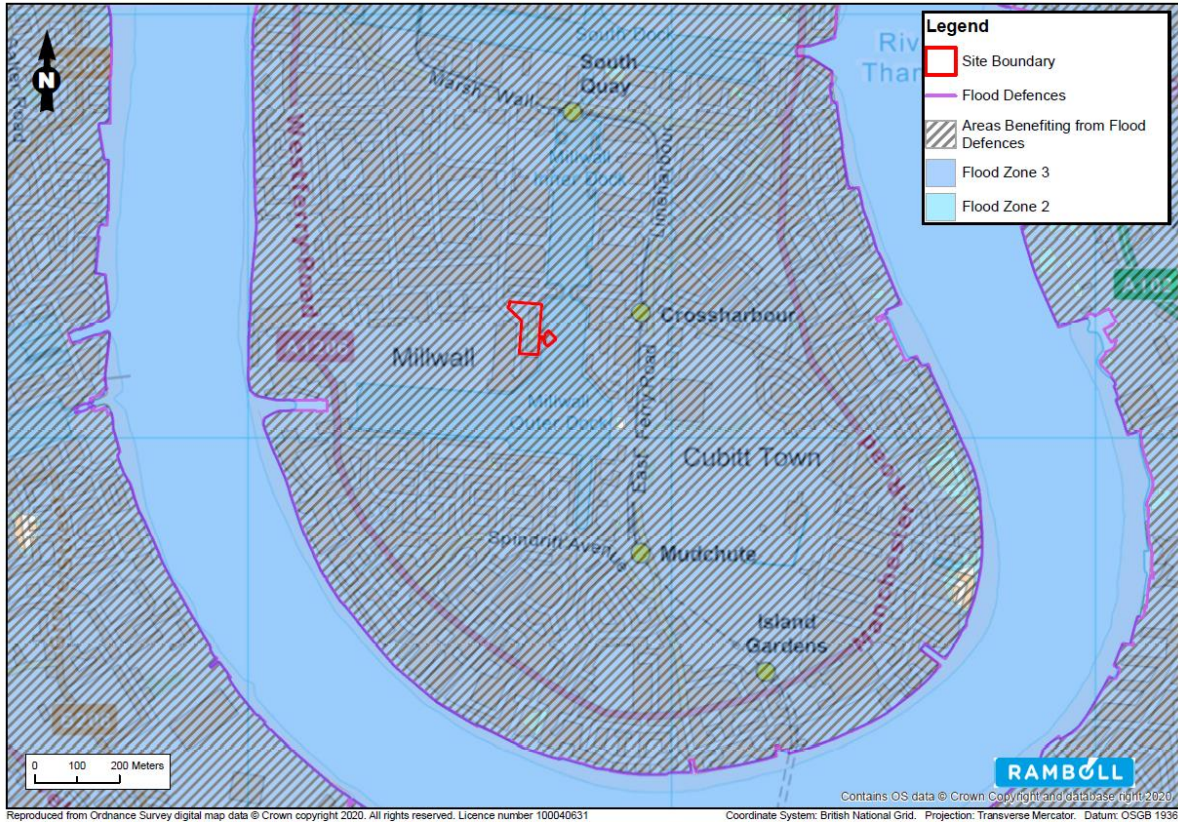 Legend
Site Boundary
Flood Defences
Areas Benefiting from Flood
Defences
Flood Zone 3
Flood Zone 2
N
South Dock
South
Quay
Marsh Wall
Millwall
Inner Dock
Limeharbour
Westferry Road
A102
Crossharbour
Millwall
A1206
East Ferry Road
Millwall
Outer Dock
Cubitt Town
Manchester Road
Spindrift Avenue
Mudchute
Island
Gardens
0 100 200 Meters
RAMBOLL
Contains OS data © Crown Copyright and database right 2020
Reproduced from Ordnance Survey digital map data © Crown copyright 2020. All rights reserved. Licence number 100040631
Coordinate System: British National Grid. Projection: Transverse Mercator. Datum: OSGB 1936